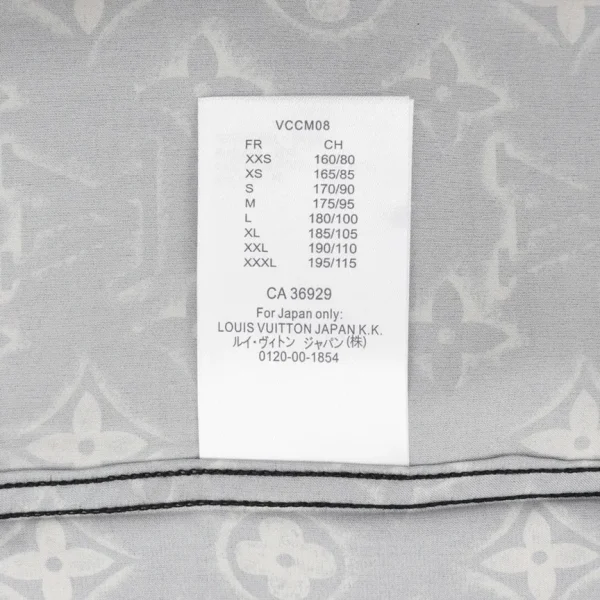 VCCM08
FR CH
XXS 160/80
XS 165/85
S 170/90
M 175/95
L 180/100
XL 185/105
XXL 190/110
XXXL 195/115
CA 36929
For Japan only:
LOUIS VUITTON JAPAN K.K.
ルイ・ヴィトン ジャパン(株)
0120-00-1854